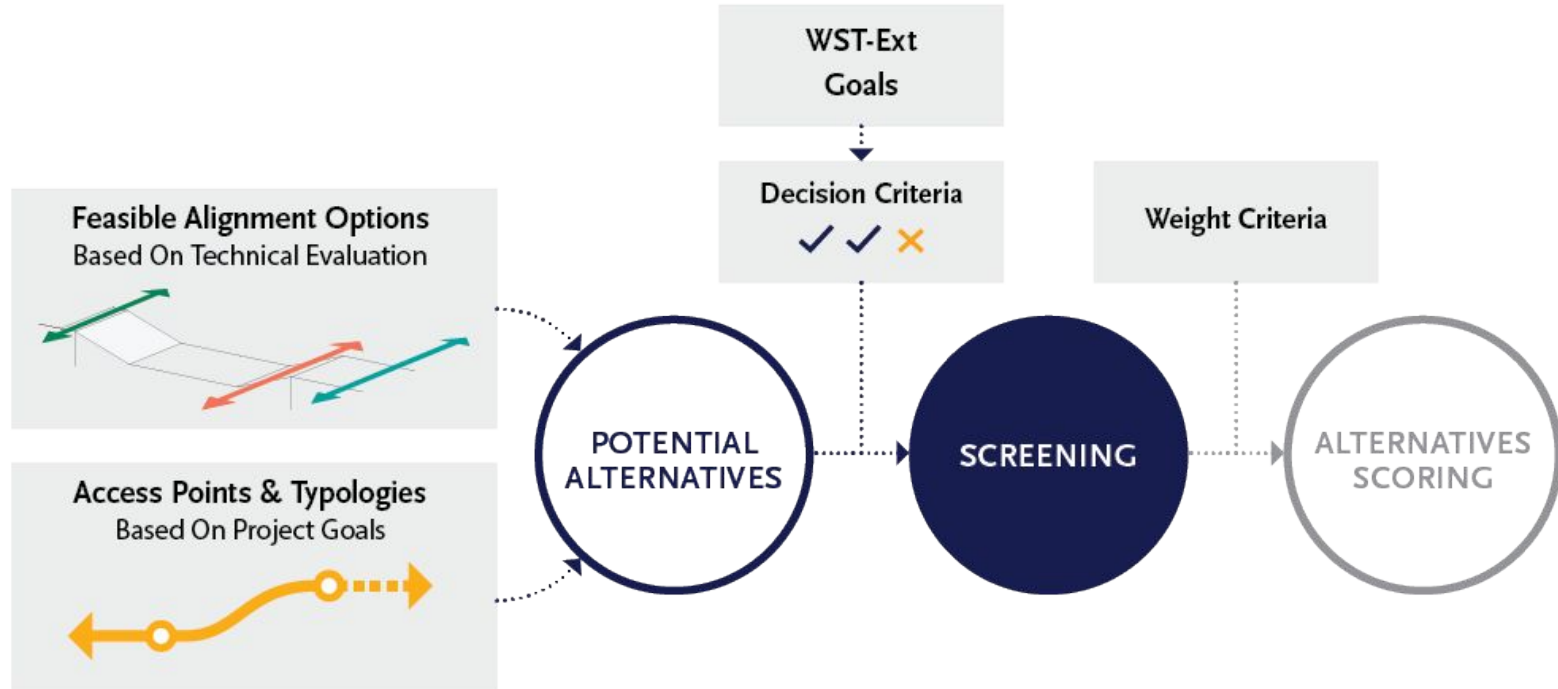 WST-Ext
Goals
Decision Criteria
Weight Criteria
Feasible Alignment Options
Based On Technical Evaluation
Access Points & Typologies
Based On Project Goals
POTENTIAL
ALTERNATIVES
SCREENING
ALTERNATIVES
SCORING